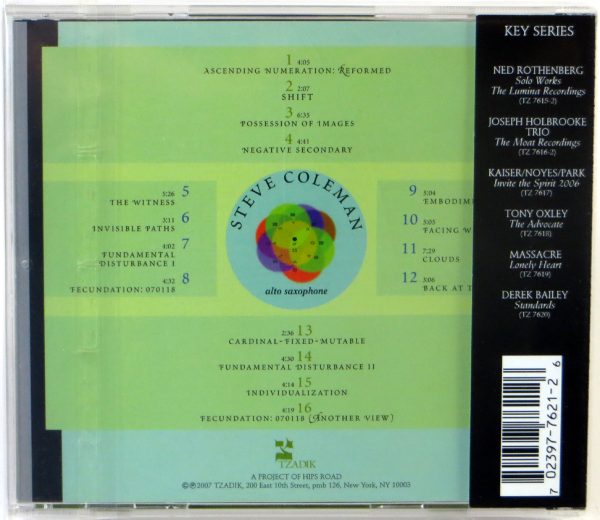 1 4:05
ASCENDING NUMERATION: REFORMED
2 2:07
SHIFT
3 6:35
POSSESSION OF IMAGES
4 4:41
NEGATIVE SECONDARY
3:26 5
THE WITNESS
3:11 6
INVISIBLE PATHS
4:02 7
FUNDAMENTAL
DISTURBANCE I
4:32 8
FECUNDATION: 070118
STEVE COLEMAN
alto saxophone
9 3:04
EMBODIME
10 5:05
FACING W
11 7:29
CLOUDS
12 3:06
BACK AT T
2:36 13
CARDINAL-FIXED-MUTABLE
4:30 14
FUNDAMENTAL DISTURBANCE II
4:14 15
INDIVIDUALIZATION
4:19 16
FECUNDATION: 070118 (ANOTHER VIEW)
TZADIK
A PROJECT OF HIPS ROAD
©℗2007 TZADIK, 200 East 10th Street, pmb 126, New York, NY 10003
KEY SERIES
NED ROTHENBERG
Solo Works
The Lumina Recordings
(TZ 7615-2)
JOSEPH HOLBROOKE
TRIO
The Moat Recordings
(TZ 7616-2)
KAISER/NOYES/PARK
Invite the Spirit 2006
(TZ 7617)
TONY OXLEY
The Advocate
(TZ 7618)
MASSACRE
Lonely Heart
(TZ 7619)
DEREK BAILEY
Standards
(TZ 7620)
7 02397-7621-2 6